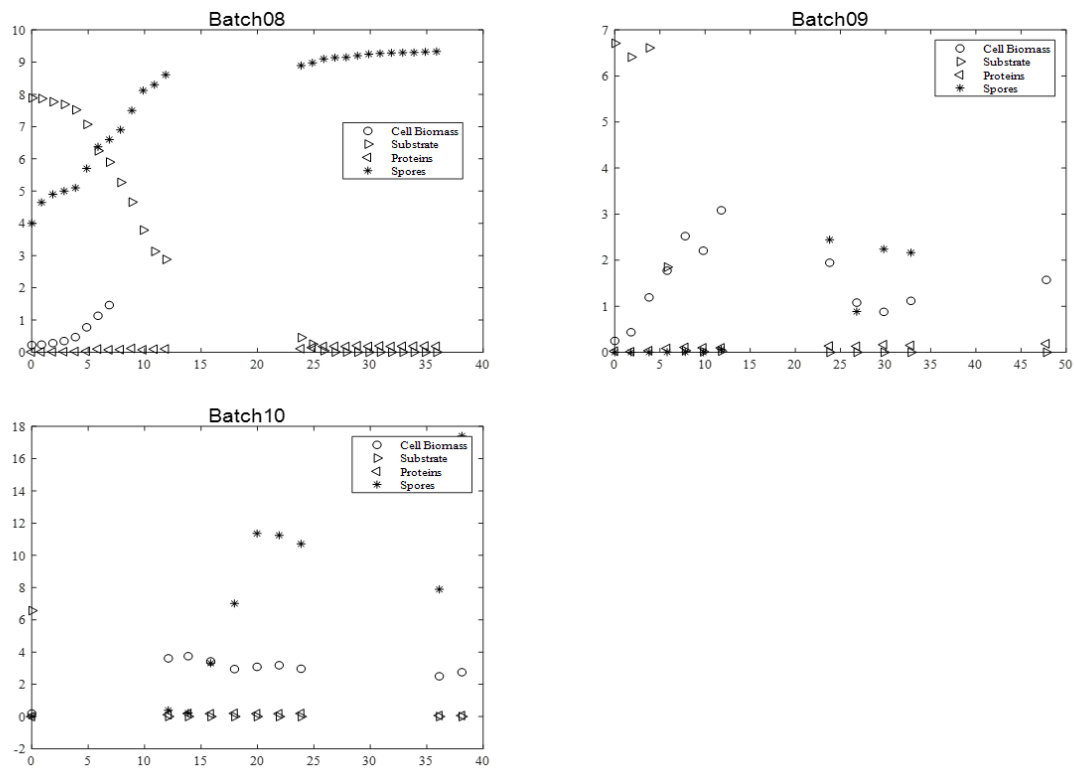 Batch08
10
9
8
7
6
5
4
3
2
1
0
Cell Biomass
Substrate
Proteins
Spores
0 5 10 15 20 25 30 35 40
Batch09
7
6
5
4
3
2
1
0
Cell Biomass
Substrate
Proteins
Spores
0 5 10 15 20 25 30 35 40 45 50
Batch10
18
16
14
12
10
8
6
4
2
0
-2
Cell Biomass
Substrate
Proteins
Spores
0 5 10 15 20 25 30 35 40